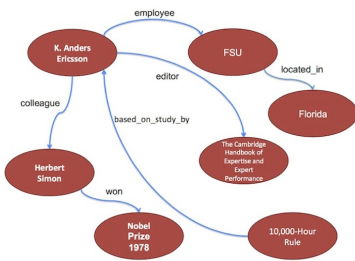 employee
K. Anders
Ericsson
FSU
located_in
editor
colleague
Florida
based_on_study_by
The Cambridge
Handbook of
Expertise and
Expert
Performance
Herbert
Simon
won
Nobel
Prize
1978
10,000-Hour
Rule